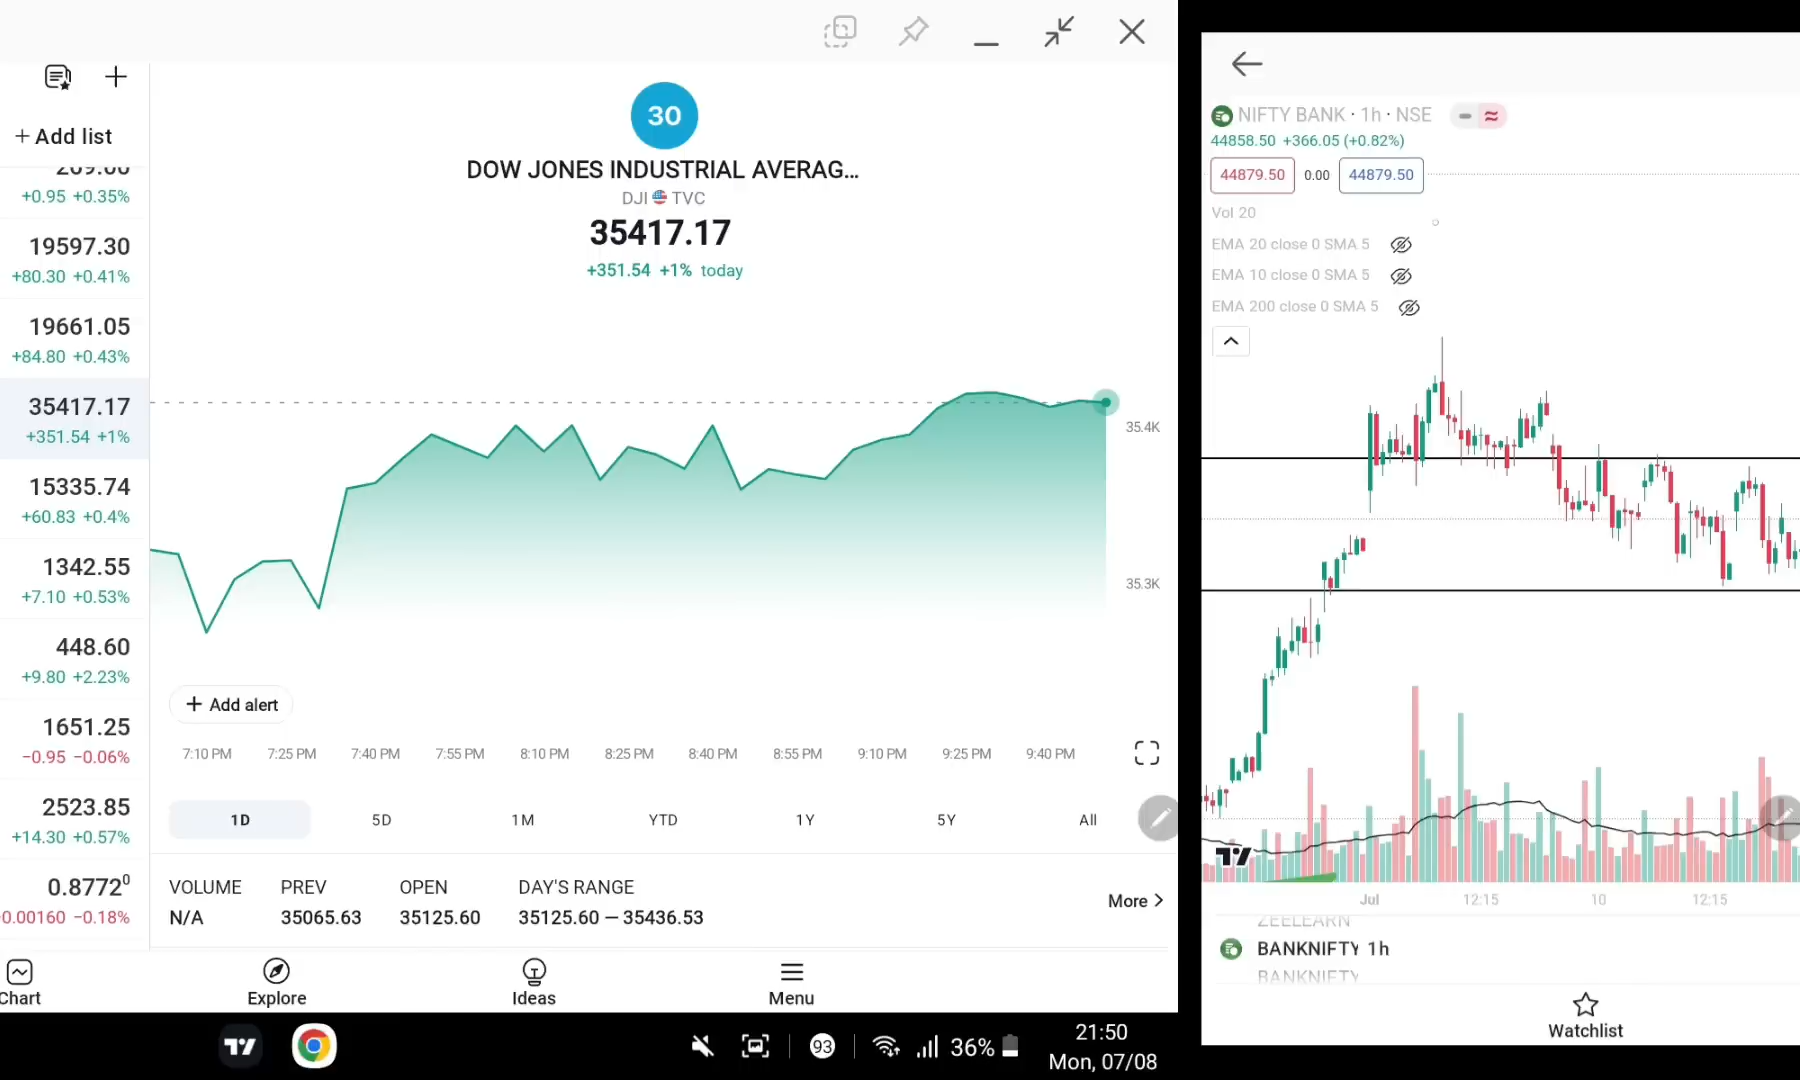 + Add list
+0.95 +0.35%
19597.30
+80.30 +0.41%
19661.05
+84.80 +0.43%
35417.17
+351.54 +1%
15335.74
+60.83 +0.4%
1342.55
+7.10 +0.53%
448.60
+9.80 +2.23%
1651.25
−0.95 −0.06%
2523.85
+14.30 +0.57%
0.8772⁰
0.00160 −0.18%
30
DOW JONES INDUSTRIAL AVERAG...
DJI TVC
35417.17
+351.54 +1% today
35.4K
35.3K
+ Add alert
7:10 PM 7:25 PM 7:40 PM 7:55 PM 8:10 PM 8:25 PM 8:40 PM 8:55 PM 9:10 PM 9:25 PM 9:40 PM
1D 5D 1M YTD 1Y 5Y All
VOLUME PREV OPEN DAY'S RANGE
N/A 35065.63 35125.60 35125.60 — 35436.53
More >
Chart Explore Ideas Menu
93 36% 21:50
Mon, 07/08
NIFTY BANK · 1h · NSE
44858.50 +366.05 (+0.82%)
44879.50 0.00 44879.50
Vol 20
EMA 20 close 0 SMA 5
EMA 10 close 0 SMA 5
EMA 200 close 0 SMA 5
Jul 12:15 10 12:15
ZEELEARN
BANKNIFTY 1h
BANKNIFTY
Watchlist